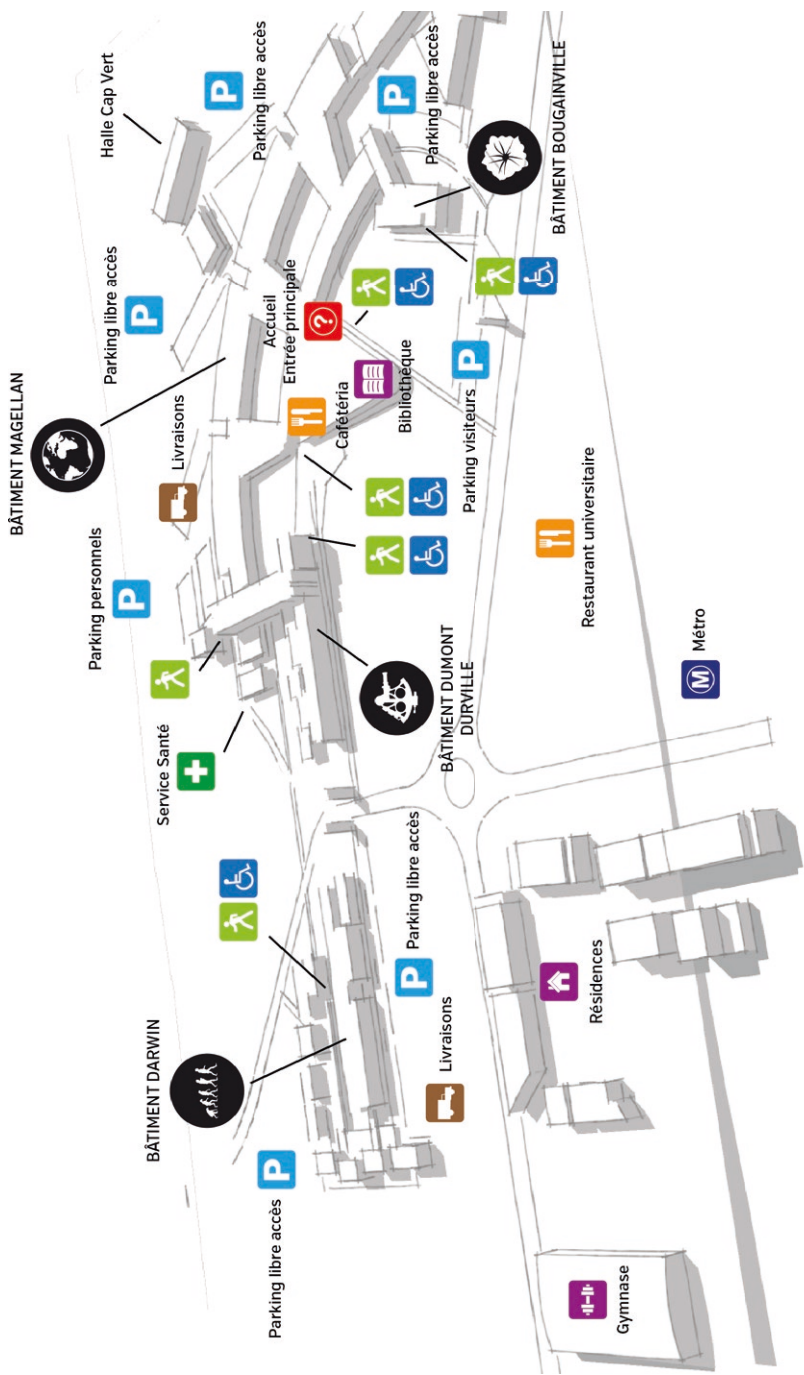 Halle Cap Vert
P
Parking libre accès
P
Parking libre accès
BÂTIMENT BOUGAINVILLE
P
Parking libre accès
BÂTIMENT MAGELLAN
Accueil
Entrée principale
?
Livraisons
Cafétéria
Bibliothèque
P
Parking visiteurs
Parking personnels
P
Restaurant universitaire
Service Santé
BÂTIMENT DUMONT
DURVILLE
M
Métro
BÂTIMENT DARWIN
P
Parking libre accès
Livraisons
Résidences
P
Parking libre accès
Gymnase